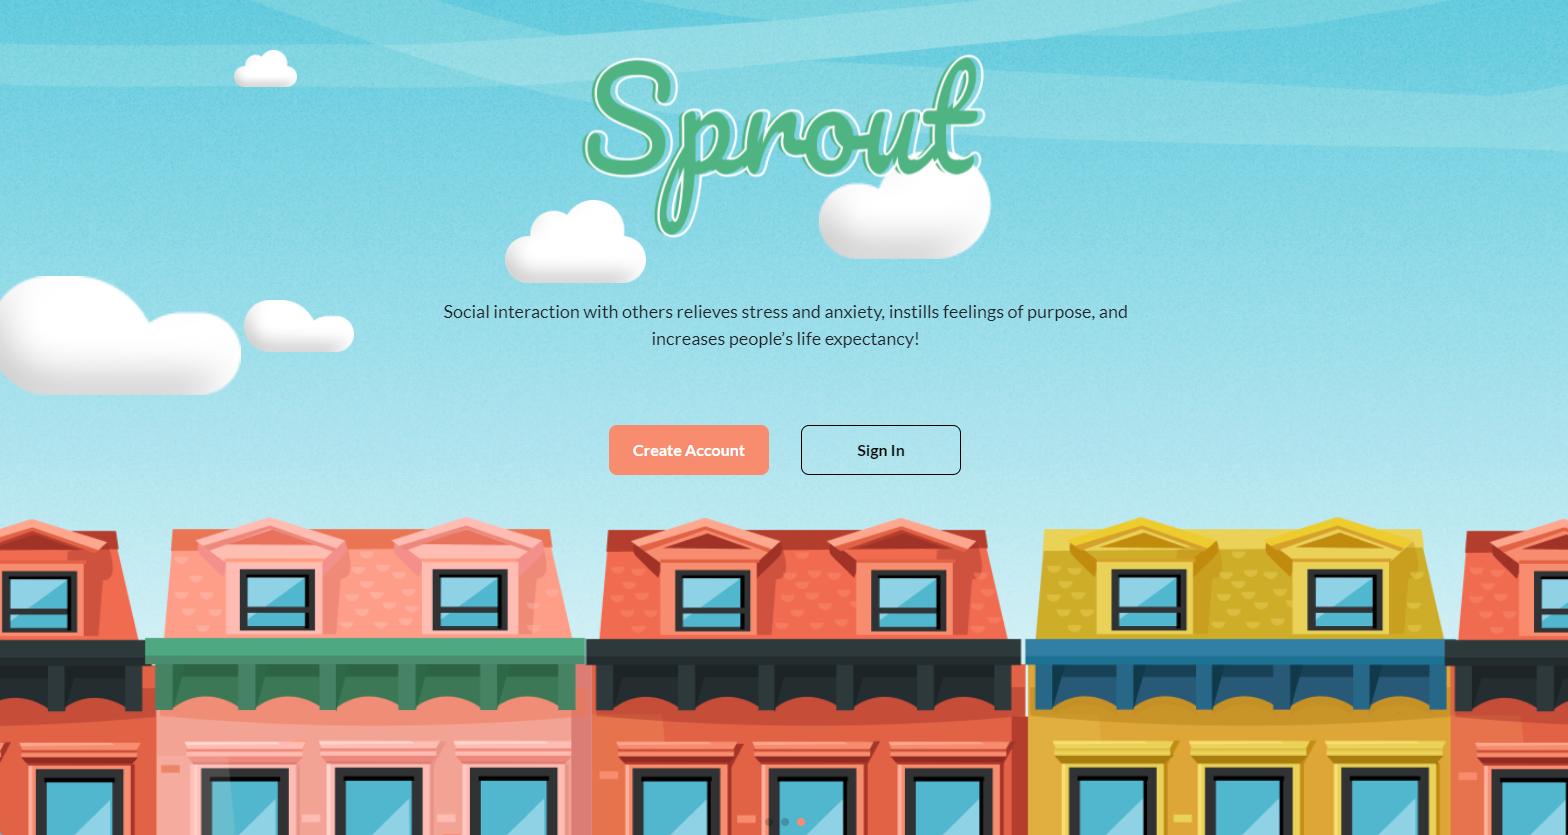 Sprout
Social interaction with others relieves stress and anxiety, instills feelings of purpose, and
increases people’s life expectancy!
Create Account
Sign In